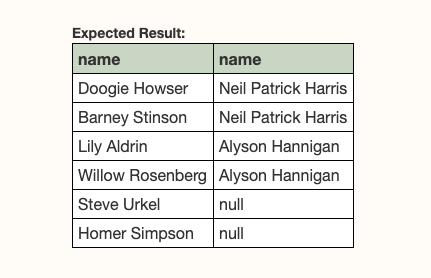 Expected Result:
name name
Doogie Howser Neil Patrick Harris
Barney Stinson Neil Patrick Harris
Lily Aldrin Alyson Hannigan
Willow Rosenberg Alyson Hannigan
Steve Urkel null
Homer Simpson null